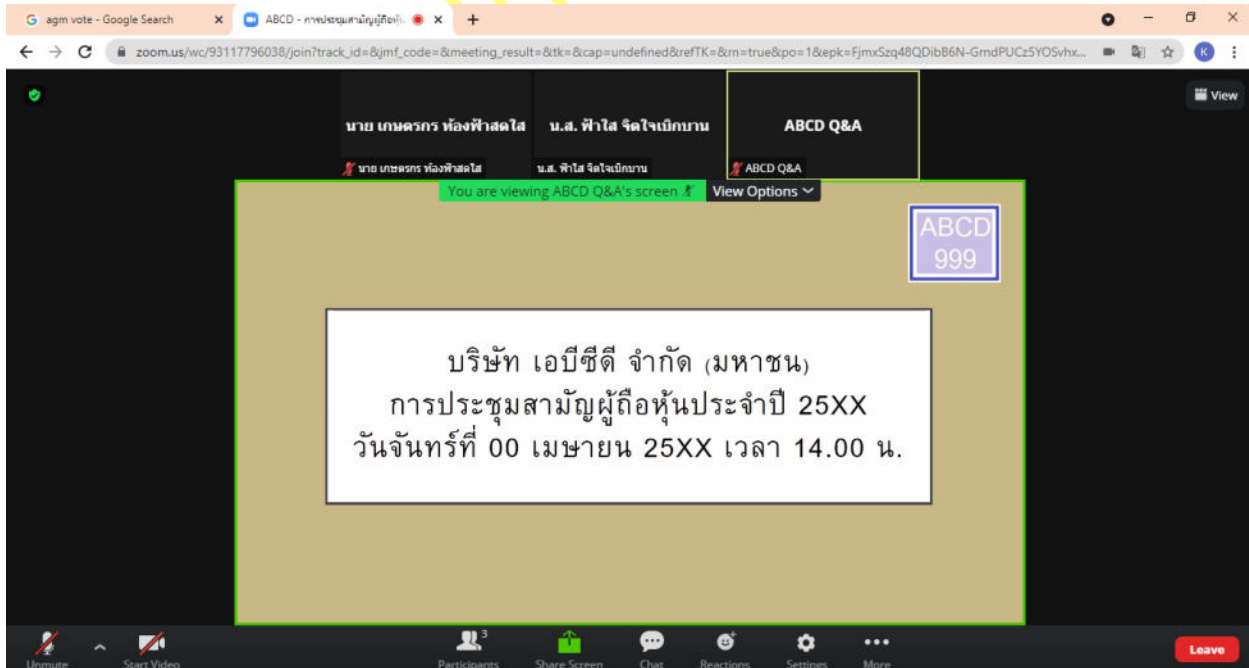 agm vote - Google Search
ABCD - การประชุมสามัญผู้ถือหุ้
zoom.us/wc/93117796038/join?track_id=&jmf_code=&meeting_result=&tk=&cap=undefined&refTK=&rn=true&po=1&epk=FjmxSzq48QDibB6N-GrndPUCz5YOSvhx...
K
View
นาย เกษตรกร ท้องฟ้าสดใส
น.ส. ฟ้าใส จิตใจเบิกบาน
ABCD Q&A
นาย เกษตรกร ท้องฟ้าสดใส
น.ส. ฟ้าใส จิตใจเบิกบาน
ABCD Q&A
You are viewing ABCD Q&A's screen
View Options
ABCD
999
บริษัท เอบีซีดี จำกัด (มหาชน)
การประชุมสามัญผู้ถือหุ้นประจำปี 25XX
วันจันทร์ที่ 00 เมษายน 25XX เวลา 14.00 น.
Unmute
Start Video
Participants
3
Share Screen
Chat
Reactions
Settings
More
Leave